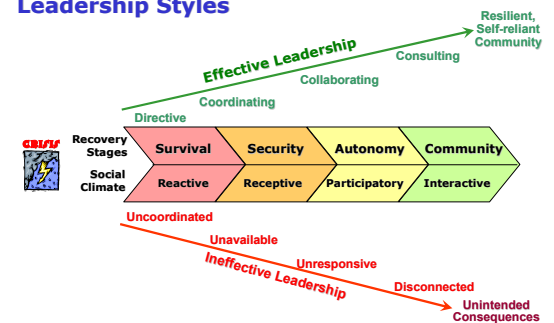 Leadership Styles
Resilient,
Self-reliant
Community
Effective Leadership
Consulting
Collaborating
Coordinating
Directive
CRISIS
Recovery
Stages
Survival
Security
Autonomy
Community
Social
Climate
Reactive
Receptive
Participatory
Interactive
Uncoordinated
Unavailable
Unresponsive
Ineffective Leadership
Disconnected
Unintended
Consequences